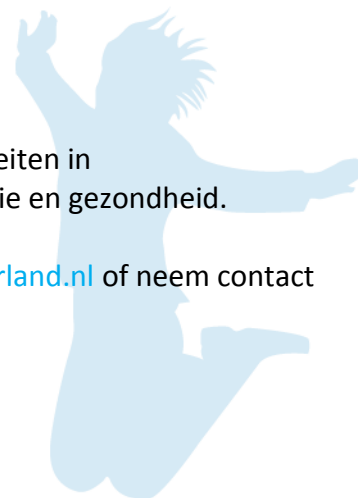 eiten in
ie en gezondheid.
rland.nl of neem contact